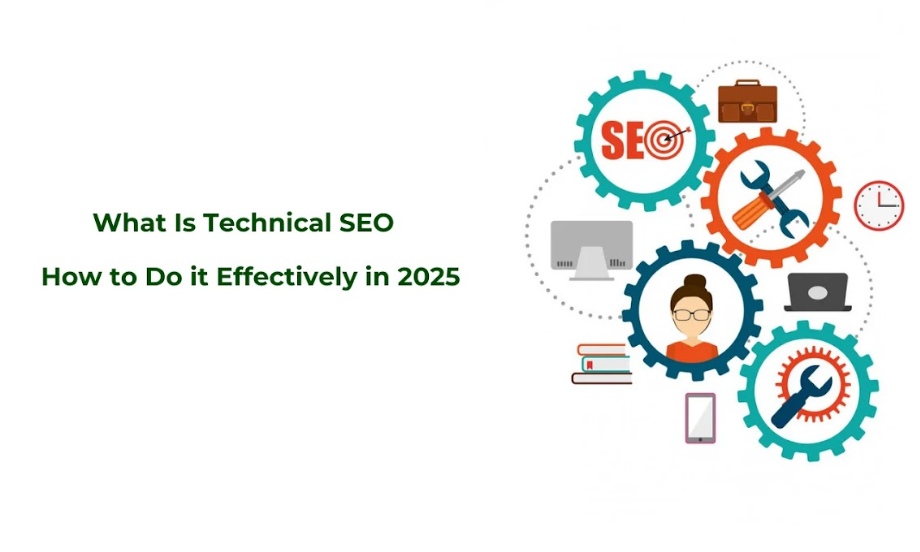 What Is Technical SEO
How to Do it Effectively in 2025
SEO